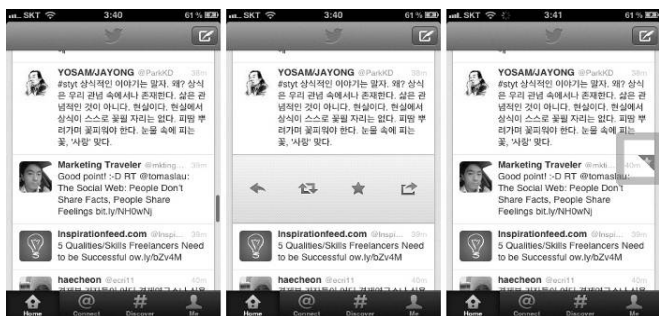 SKT 3:40 61%
YOSAM/JAYONG @ParkKD 38m
#styt 상식적인 이야기는 말자. 왜? 상식
은 우리 관념 속에서나 존재한다. 삶은 관
념적인 것이 아니다. 현실이다. 현실에서
상식이 스스로 꽃필 자리는 없다. 피땀 뿌
려가며 꽃피워야 한다. 눈물 속에 피는
꽃, '사랑' 맞다.
Marketing Traveler @mkting... 39m
Good point! :-D RT @tomaslau:
The Social Web: People Don't
Share Facts, People Share
Feelings bit.ly/NH0wNj
Inspirationfeed.com @Inspi... 39m
5 Qualities/Skills Freelancers Need
to be Successful ow.ly/bZv4M
haecheon @ecri11 40m
Home Connect Discover Me
SKT 3:40 61%
YOSAM/JAYONG @ParkKD 38m
#styt 상식적인 이야기는 말자. 왜? 상식
은 우리 관념 속에서나 존재한다. 삶은 관
념적인 것이 아니다. 현실이다. 현실에서
상식이 스스로 꽃필 자리는 없다. 피땀 뿌
려가며 꽃피워야 한다. 눈물 속에 피는
꽃, '사랑' 맞다.
Inspirationfeed.com @Inspi... 39m
5 Qualities/Skills Freelancers Need
to be Successful ow.ly/bZv4M
haecheon @ecri11 40m
Home Connect Discover Me
SKT 3:41 61%
YOSAM/JAYONG @ParkKD 38m
#styt 상식적인 이야기는 말자. 왜? 상식
은 우리 관념 속에서나 존재한다. 삶은 관
념적인 것이 아니다. 현실이다. 현실에서
상식이 스스로 꽃필 자리는 없다. 피땀 뿌
려가며 꽃피워야 한다. 눈물 속에 피는
꽃, '사랑' 맞다.
Marketing Traveler @mkti...
Good point! :-D RT @tomaslau:
The Social Web: People Don't
Share Facts, People Share
Feelings bit.ly/NH0wNj
Inspirationfeed.com @Inspi... 39m
5 Qualities/Skills Freelancers Need
to be Successful ow.ly/bZv4M
haecheon @ecri11 40m
Home Connect Discover Me